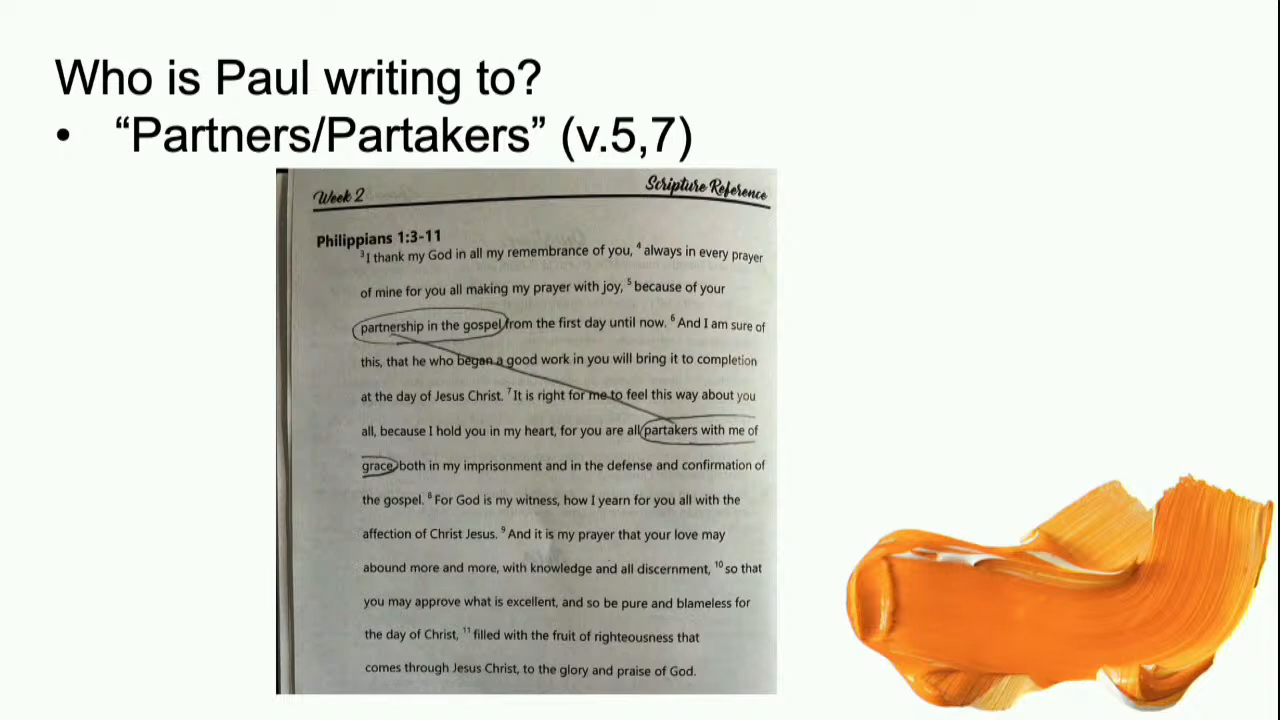 Who is Paul writing to?
• “Partners/Partakers” (v.5,7)
Week 2
Scripture Reference
Philippians 1:3-11
³I thank my God in all my remembrance of you, ⁴ always in every prayer
of mine for you all making my prayer with joy, ⁵ because of your
partnership in the gospel from the first day until now. ⁶ And I am sure of
this, that he who began a good work in you will bring it to completion
at the day of Jesus Christ. ⁷ It is right for me to feel this way about you
all, because I hold you in my heart, for you are all partakers with me of
grace both in my imprisonment and in the defense and confirmation of
the gospel. ⁸ For God is my witness, how I yearn for you all with the
affection of Christ Jesus. ⁹ And it is my prayer that your love may
abound more and more, with knowledge and all discernment, ¹⁰ so that
you may approve what is excellent, and so be pure and blameless for
the day of Christ, ¹¹ filled with the fruit of righteousness that
comes through Jesus Christ, to the glory and praise of God.